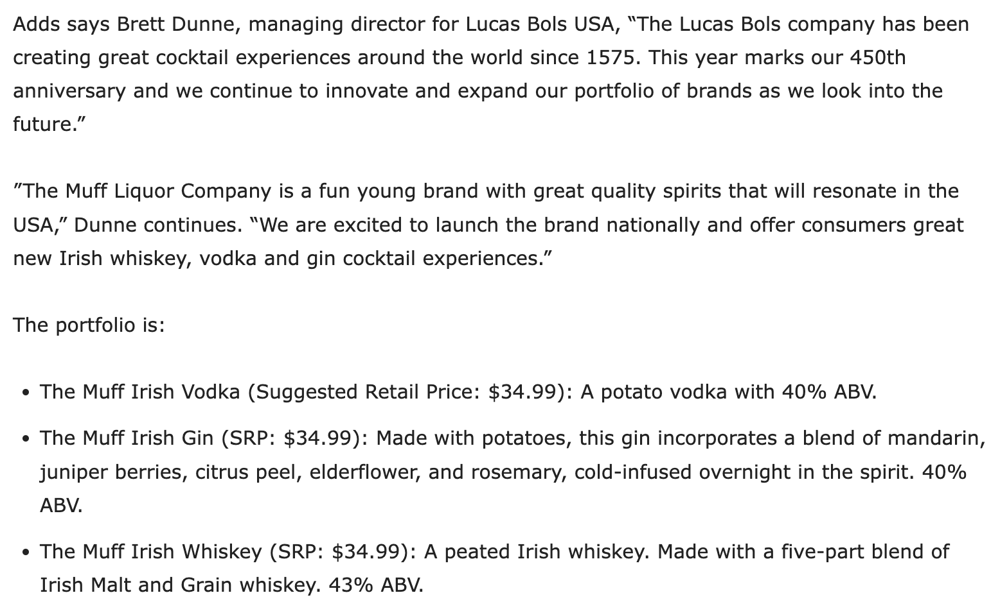 Adds says Brett Dunne, managing director for Lucas Bols USA, “The Lucas Bols company has been
creating great cocktail experiences around the world since 1575. This year marks our 450th
anniversary and we continue to innovate and expand our portfolio of brands as we look into the
future.”
”The Muff Liquor Company is a fun young brand with great quality spirits that will resonate in the
USA,” Dunne continues. “We are excited to launch the brand nationally and offer consumers great
new Irish whiskey, vodka and gin cocktail experiences.”
The portfolio is:
• The Muff Irish Vodka (Suggested Retail Price: $34.99): A potato vodka with 40% ABV.
• The Muff Irish Gin (SRP: $34.99): Made with potatoes, this gin incorporates a blend of mandarin,
juniper berries, citrus peel, elderflower, and rosemary, cold-infused overnight in the spirit. 40%
ABV.
• The Muff Irish Whiskey (SRP: $34.99): A peated Irish whiskey. Made with a five-part blend of
Irish Malt and Grain whiskey. 43% ABV.